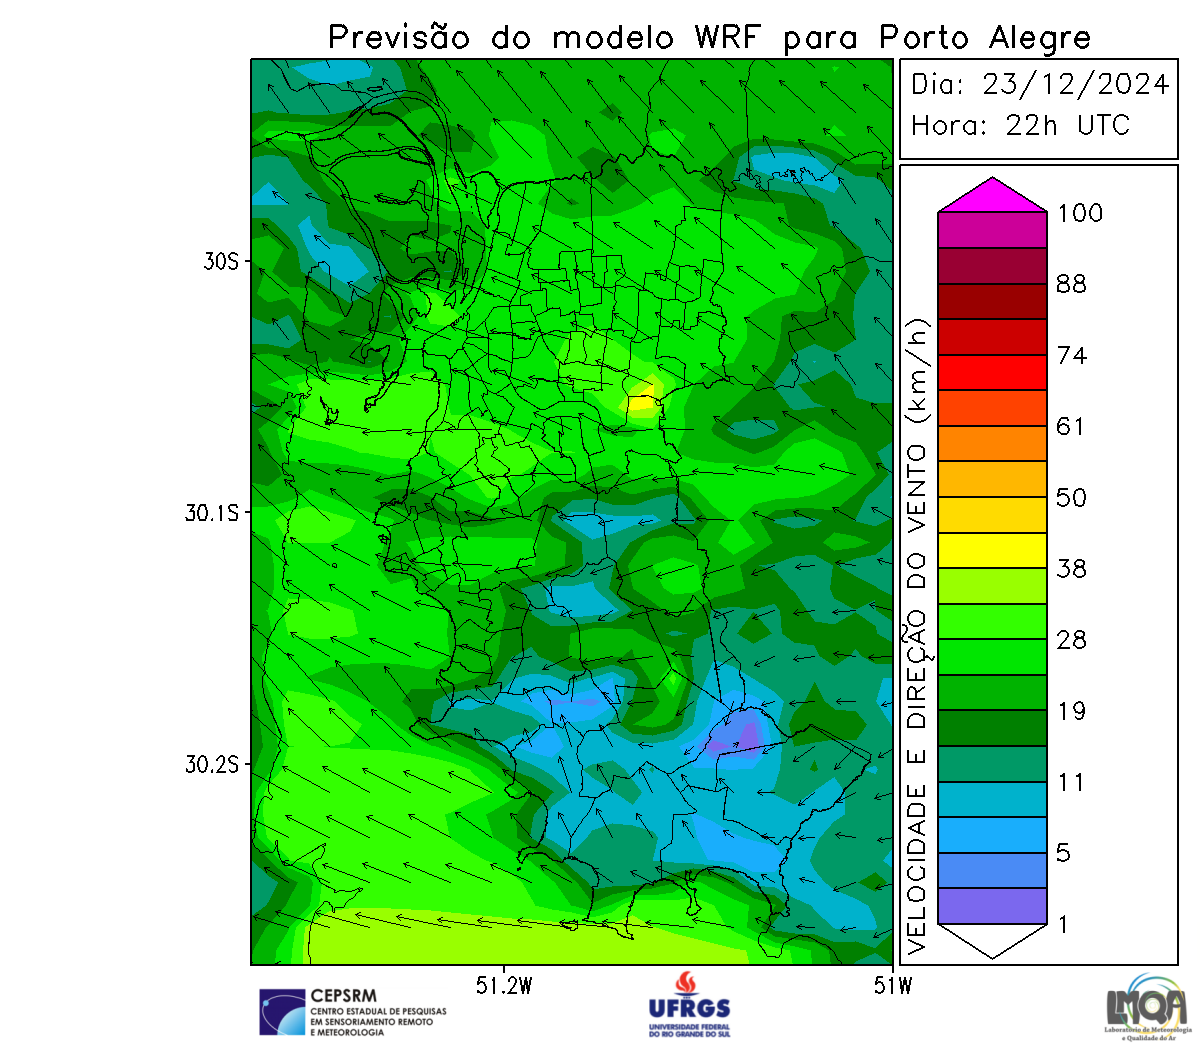 Previsão do modelo WRF para Porto Alegre
Dia: 23/12/2024
Hora: 22h UTC
100
88
74
61
50
38
28
19
11
5
1
VELOCIDADE E DIREÇÃO DO VENTO (km/h)
30S
30.1S
30.2S
51.2W
51W
CEPSRM
CENTRO ESTADUAL DE PESQUISAS
EM SENSORIAMENTO REMOTO
E METEOROLOGIA
UFRGS
UNIVERSIDADE FEDERAL
DO RIO GRANDE DO SUL
LMQA
Laboratório de Meteorologia
e Qualidade do Ar